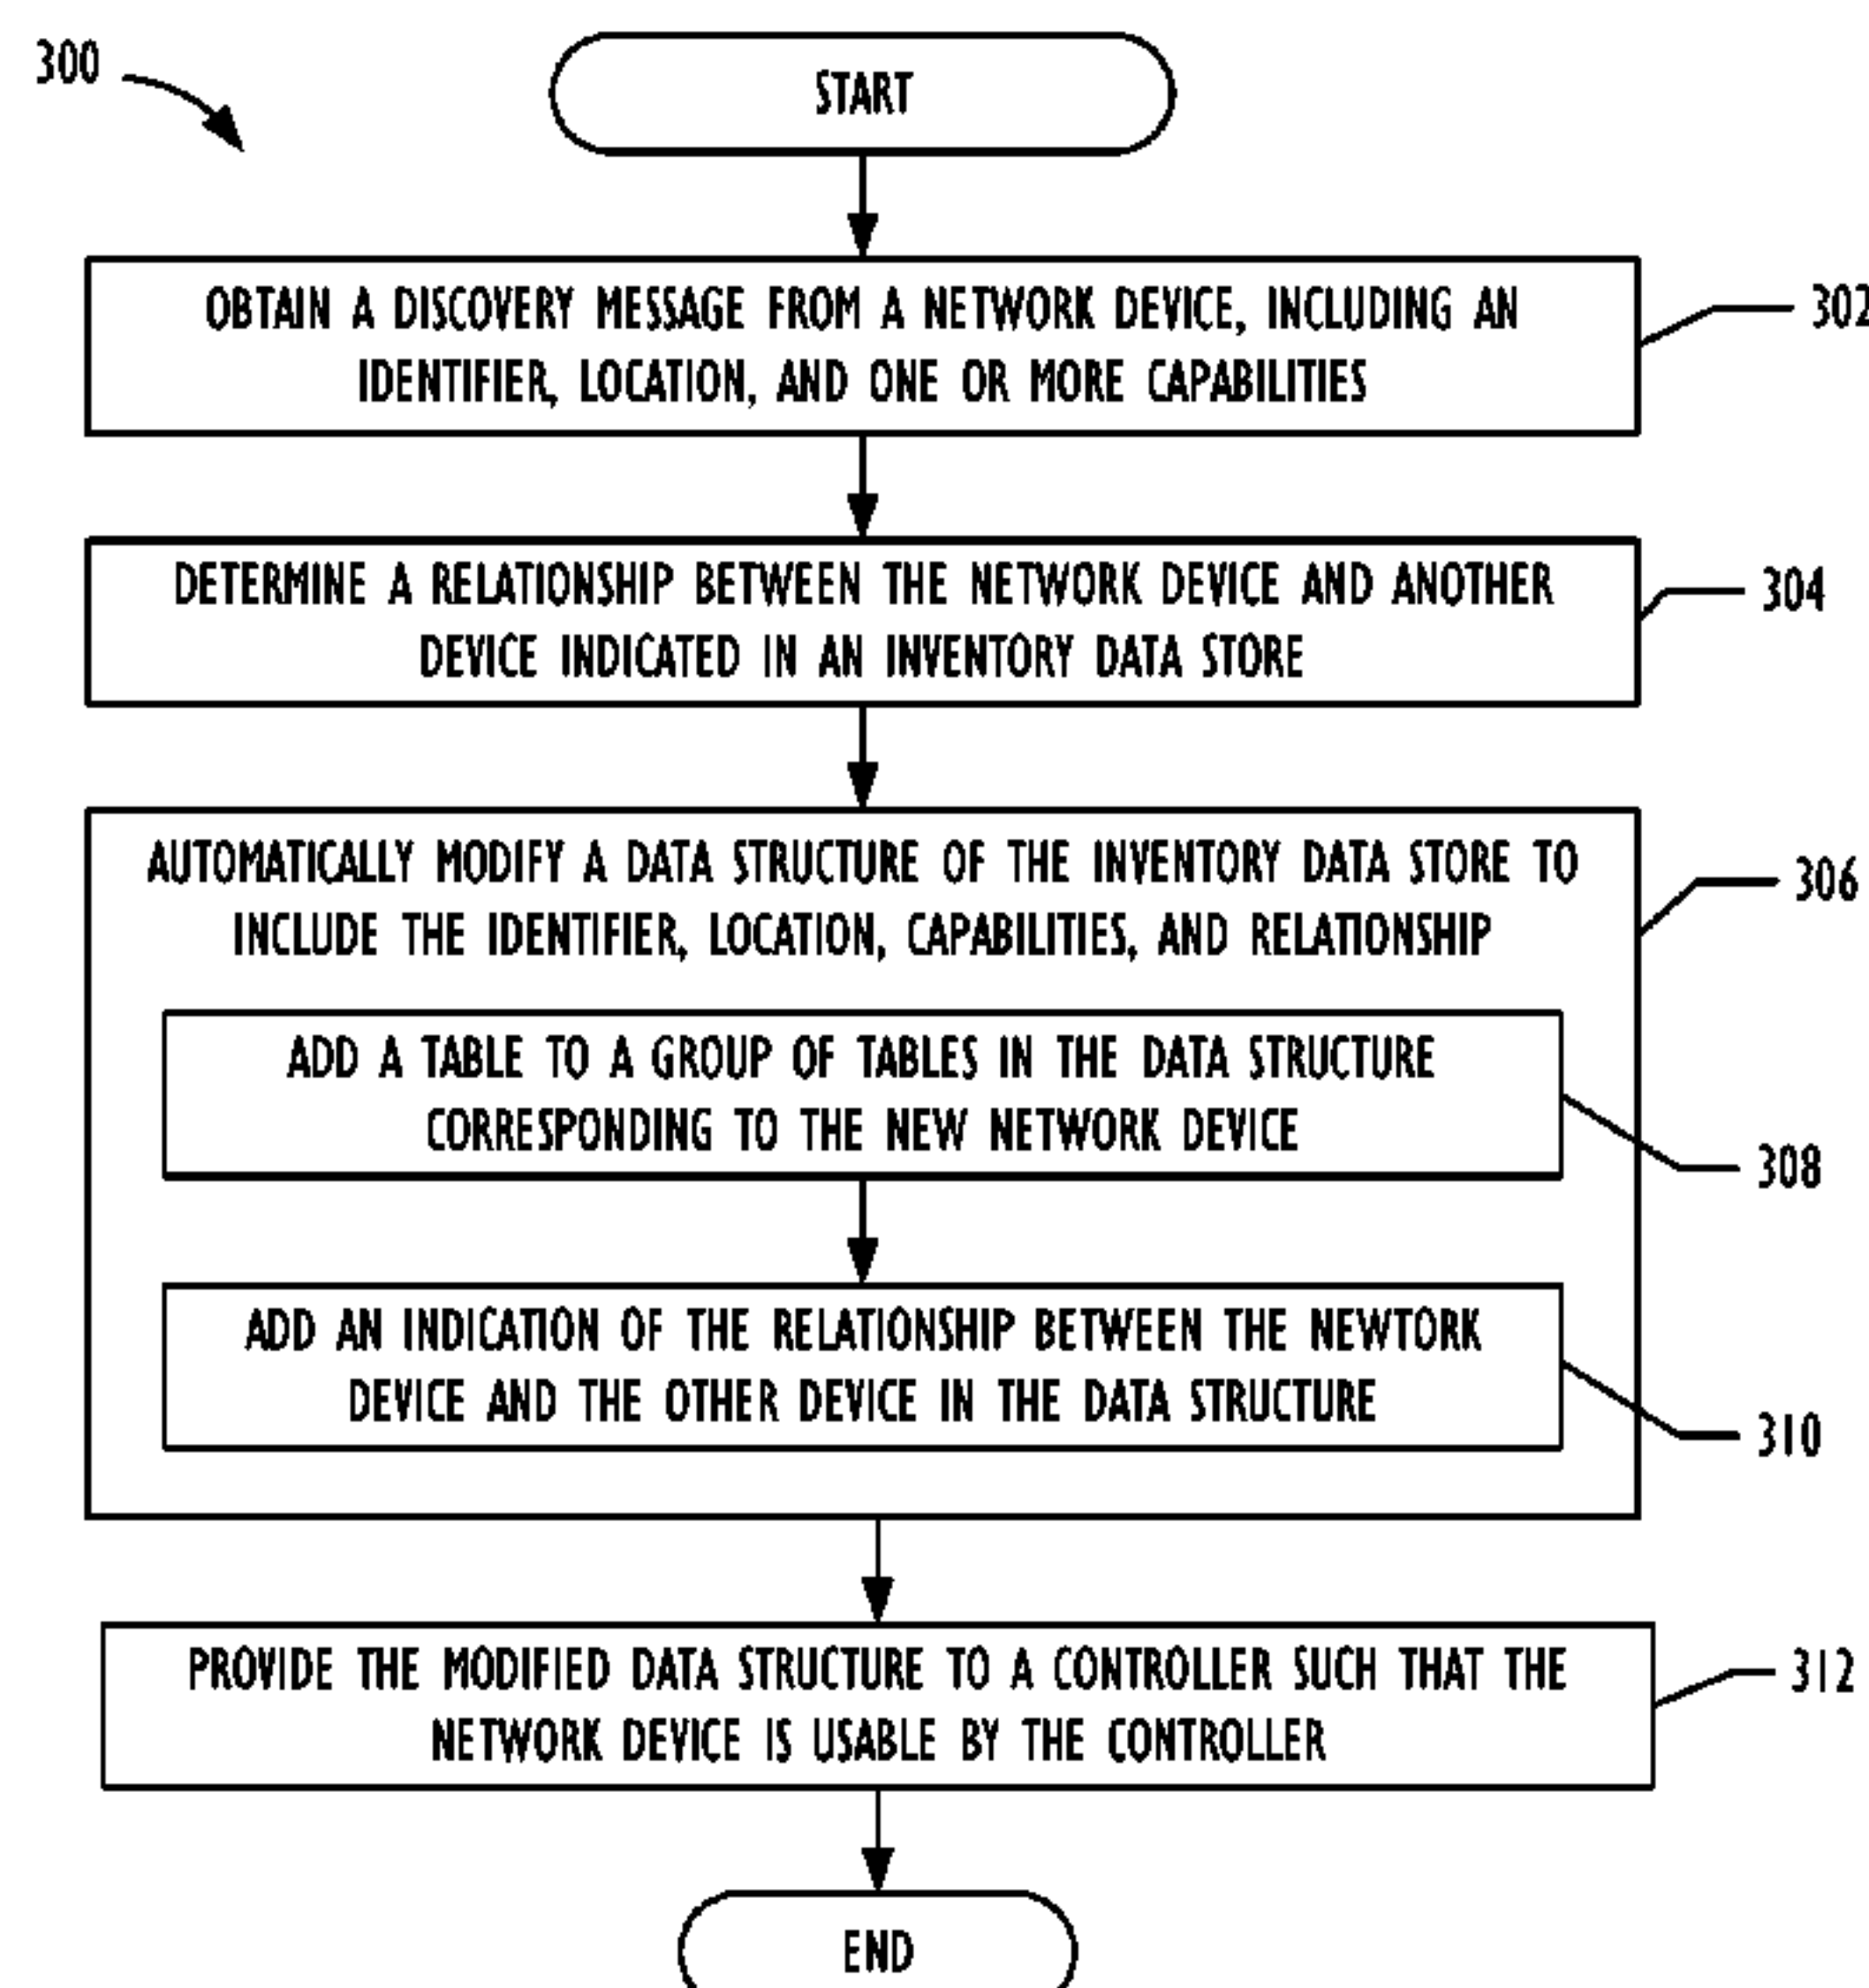 300
START
OBTAIN A DISCOVERY MESSAGE FROM A NETWORK DEVICE, INCLUDING AN
IDENTIFIER, LOCATION, AND ONE OR MORE CAPABILITIES
302
DETERMINE A RELATIONSHIP BETWEEN THE NETWORK DEVICE AND ANOTHER
DEVICE INDICATED IN AN INVENTORY DATA STORE
304
AUTOMATICALLY MODIFY A DATA STRUCTURE OF THE INVENTORY DATA STORE TO
INCLUDE THE IDENTIFIER, LOCATION, CAPABILITIES, AND RELATIONSHIP
306
ADD A TABLE TO A GROUP OF TABLES IN THE DATA STRUCTURE
CORRESPONDING TO THE NEW NETWORK DEVICE
308
ADD AN INDICATION OF THE RELATIONSHIP BETWEEN THE NEWTORK
DEVICE AND THE OTHER DEVICE IN THE DATA STRUCTURE
310
PROVIDE THE MODIFIED DATA STRUCTURE TO A CONTROLLER SUCH THAT THE
NETWORK DEVICE IS USABLE BY THE CONTROLLER
312
END